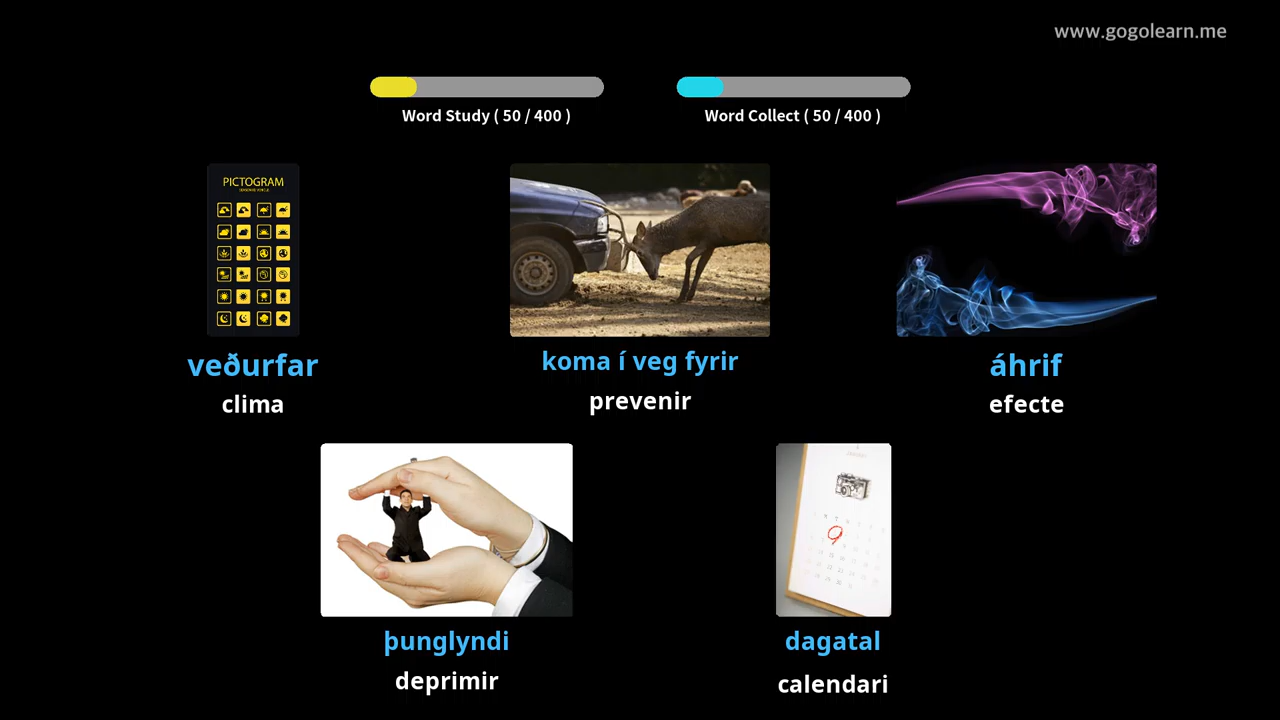 www.gogolearn.me
Word Study ( 50 / 400 )
Word Collect ( 50 / 400 )
PICTOGRAM
veðurfar
clima
koma í veg fyrir
prevenir
áhrif
efecte
þunglyndi
deprimir
dagatal
calendari